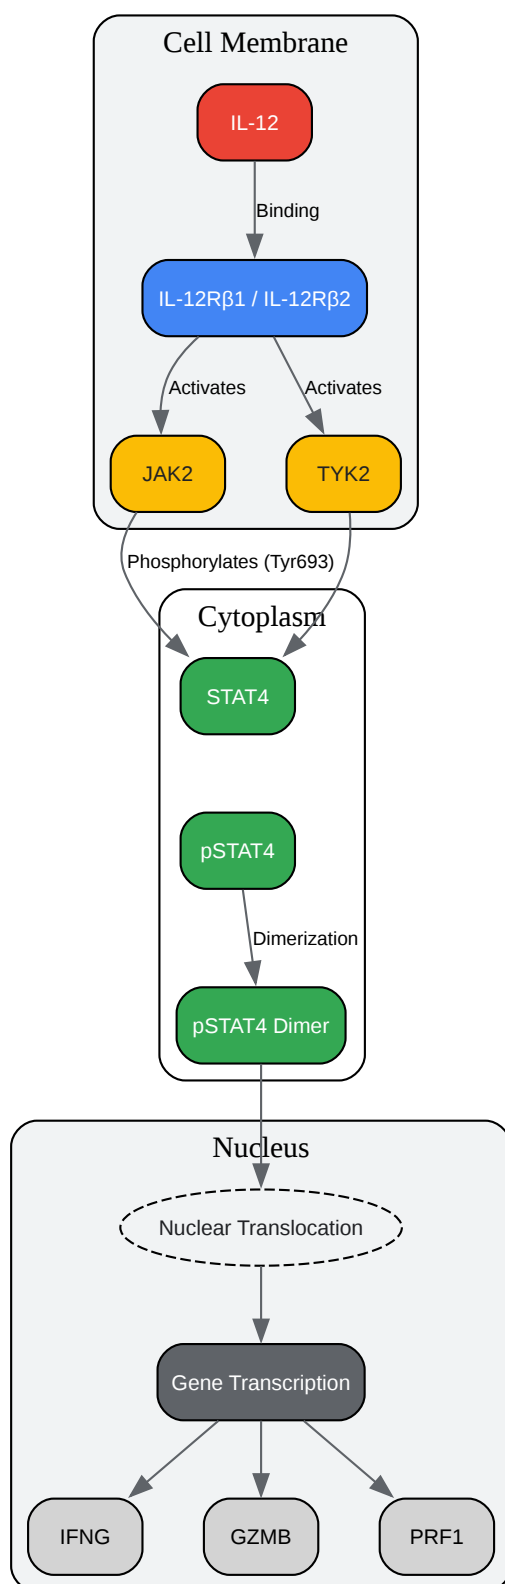 Cell Membrane
IL-12
Binding
IL-12Rβ1 / IL-12Rβ2
Activates
Activates
JAK2
TYK2
Phosphorylates (Tyr693)
Cytoplasm
STAT4
pSTAT4
Dimerization
pSTAT4 Dimer
Nucleus
Nuclear Translocation
Gene Transcription
IFNG
GZMB
PRF1